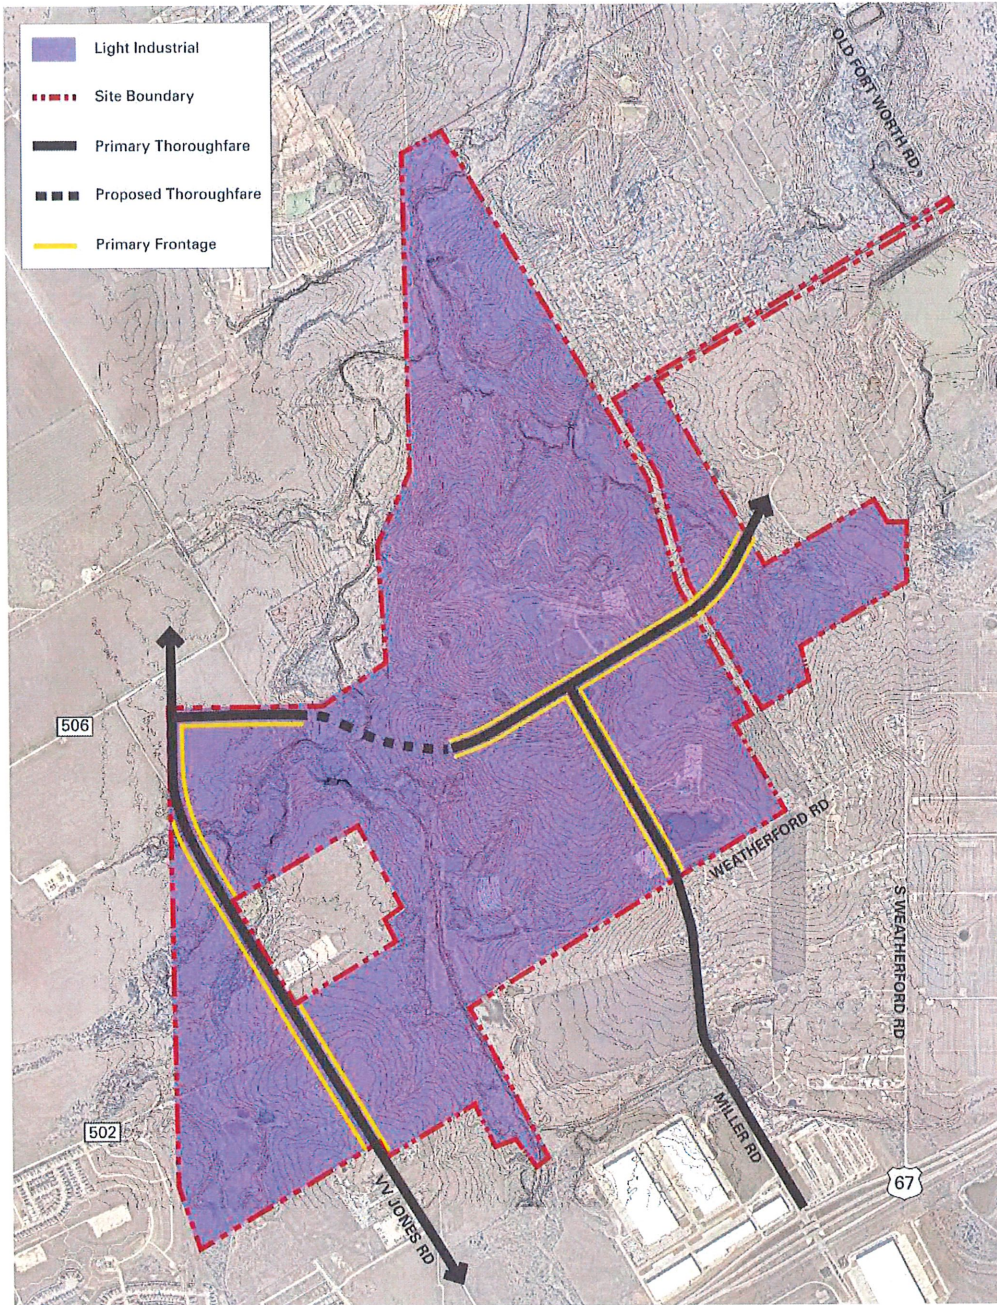 Light Industrial
Site Boundary
Primary Thoroughfare
Proposed Thoroughfare
Primary Frontage
OLD FORT WORTH RD
506
WEATHERFORD RD
S WEATHERFORD RD
502
MILLER RD
VV JONES RD
67